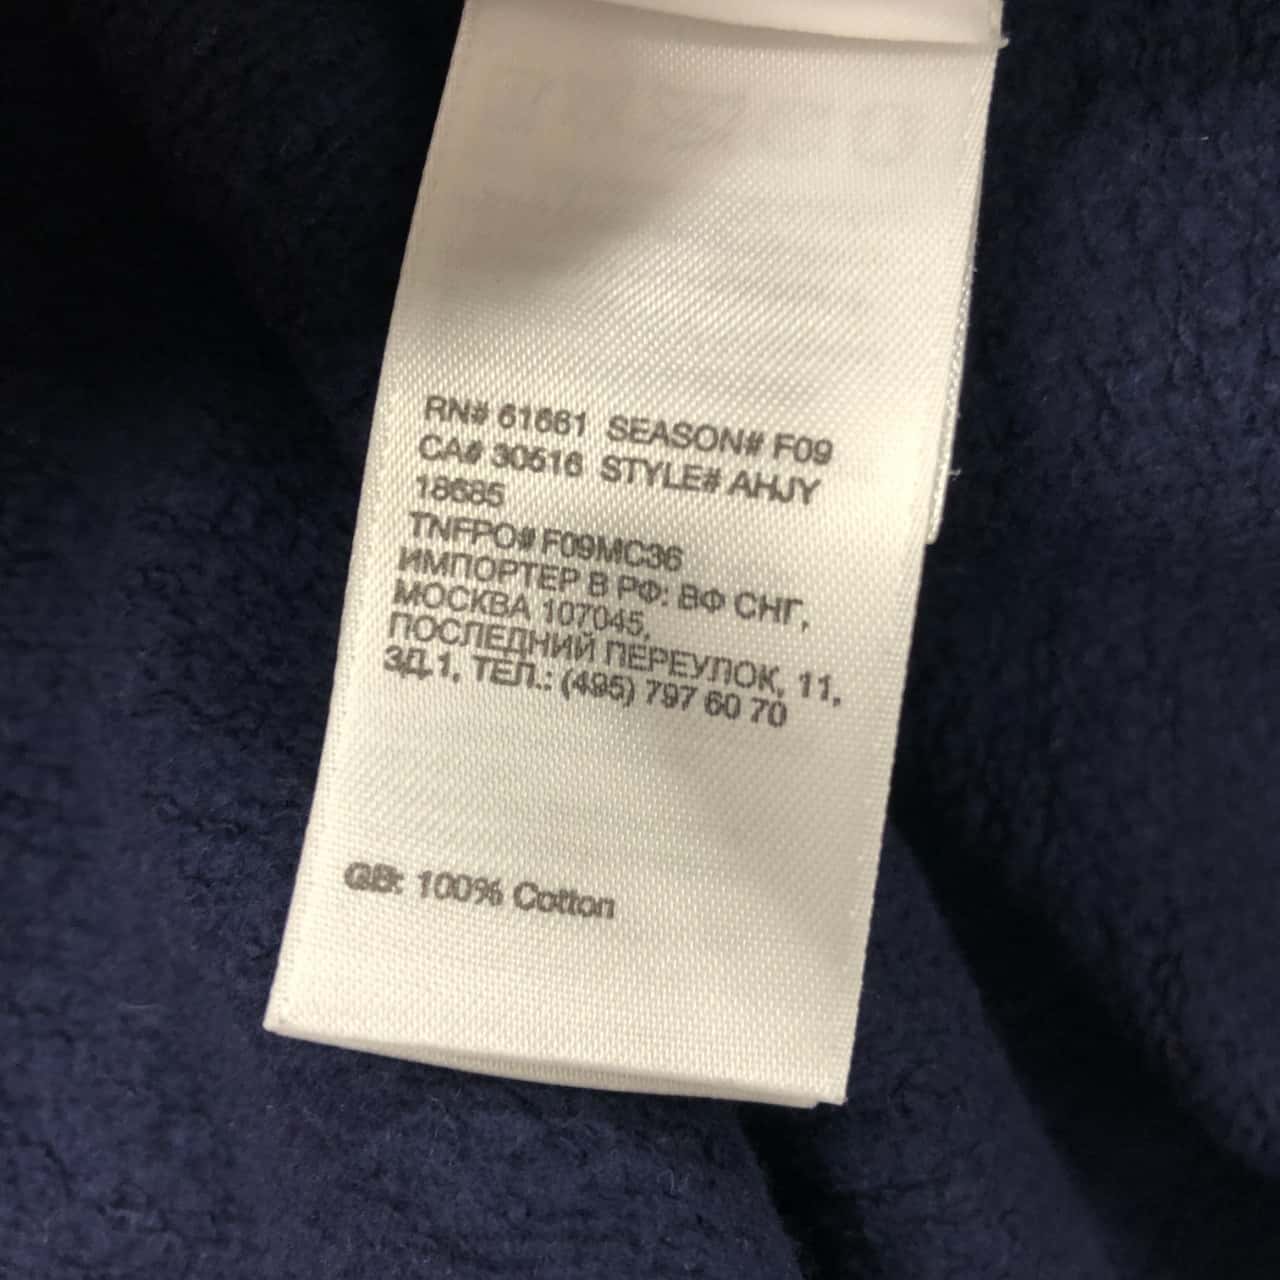 RN# 61661 SEASON# F09
CA# 30516 STYLE# AHJY
18685
TNFPO# F09MC36
ИМПОРТЕР В РФ: ВФ СНГ,
МОСКВА 107045,
ПОСЛЕДНИЙ ПЕРЕУЛОК, 11,
ЗД.1, ТЕЛ.: (495) 797 60 70
GB: 100% Cotton